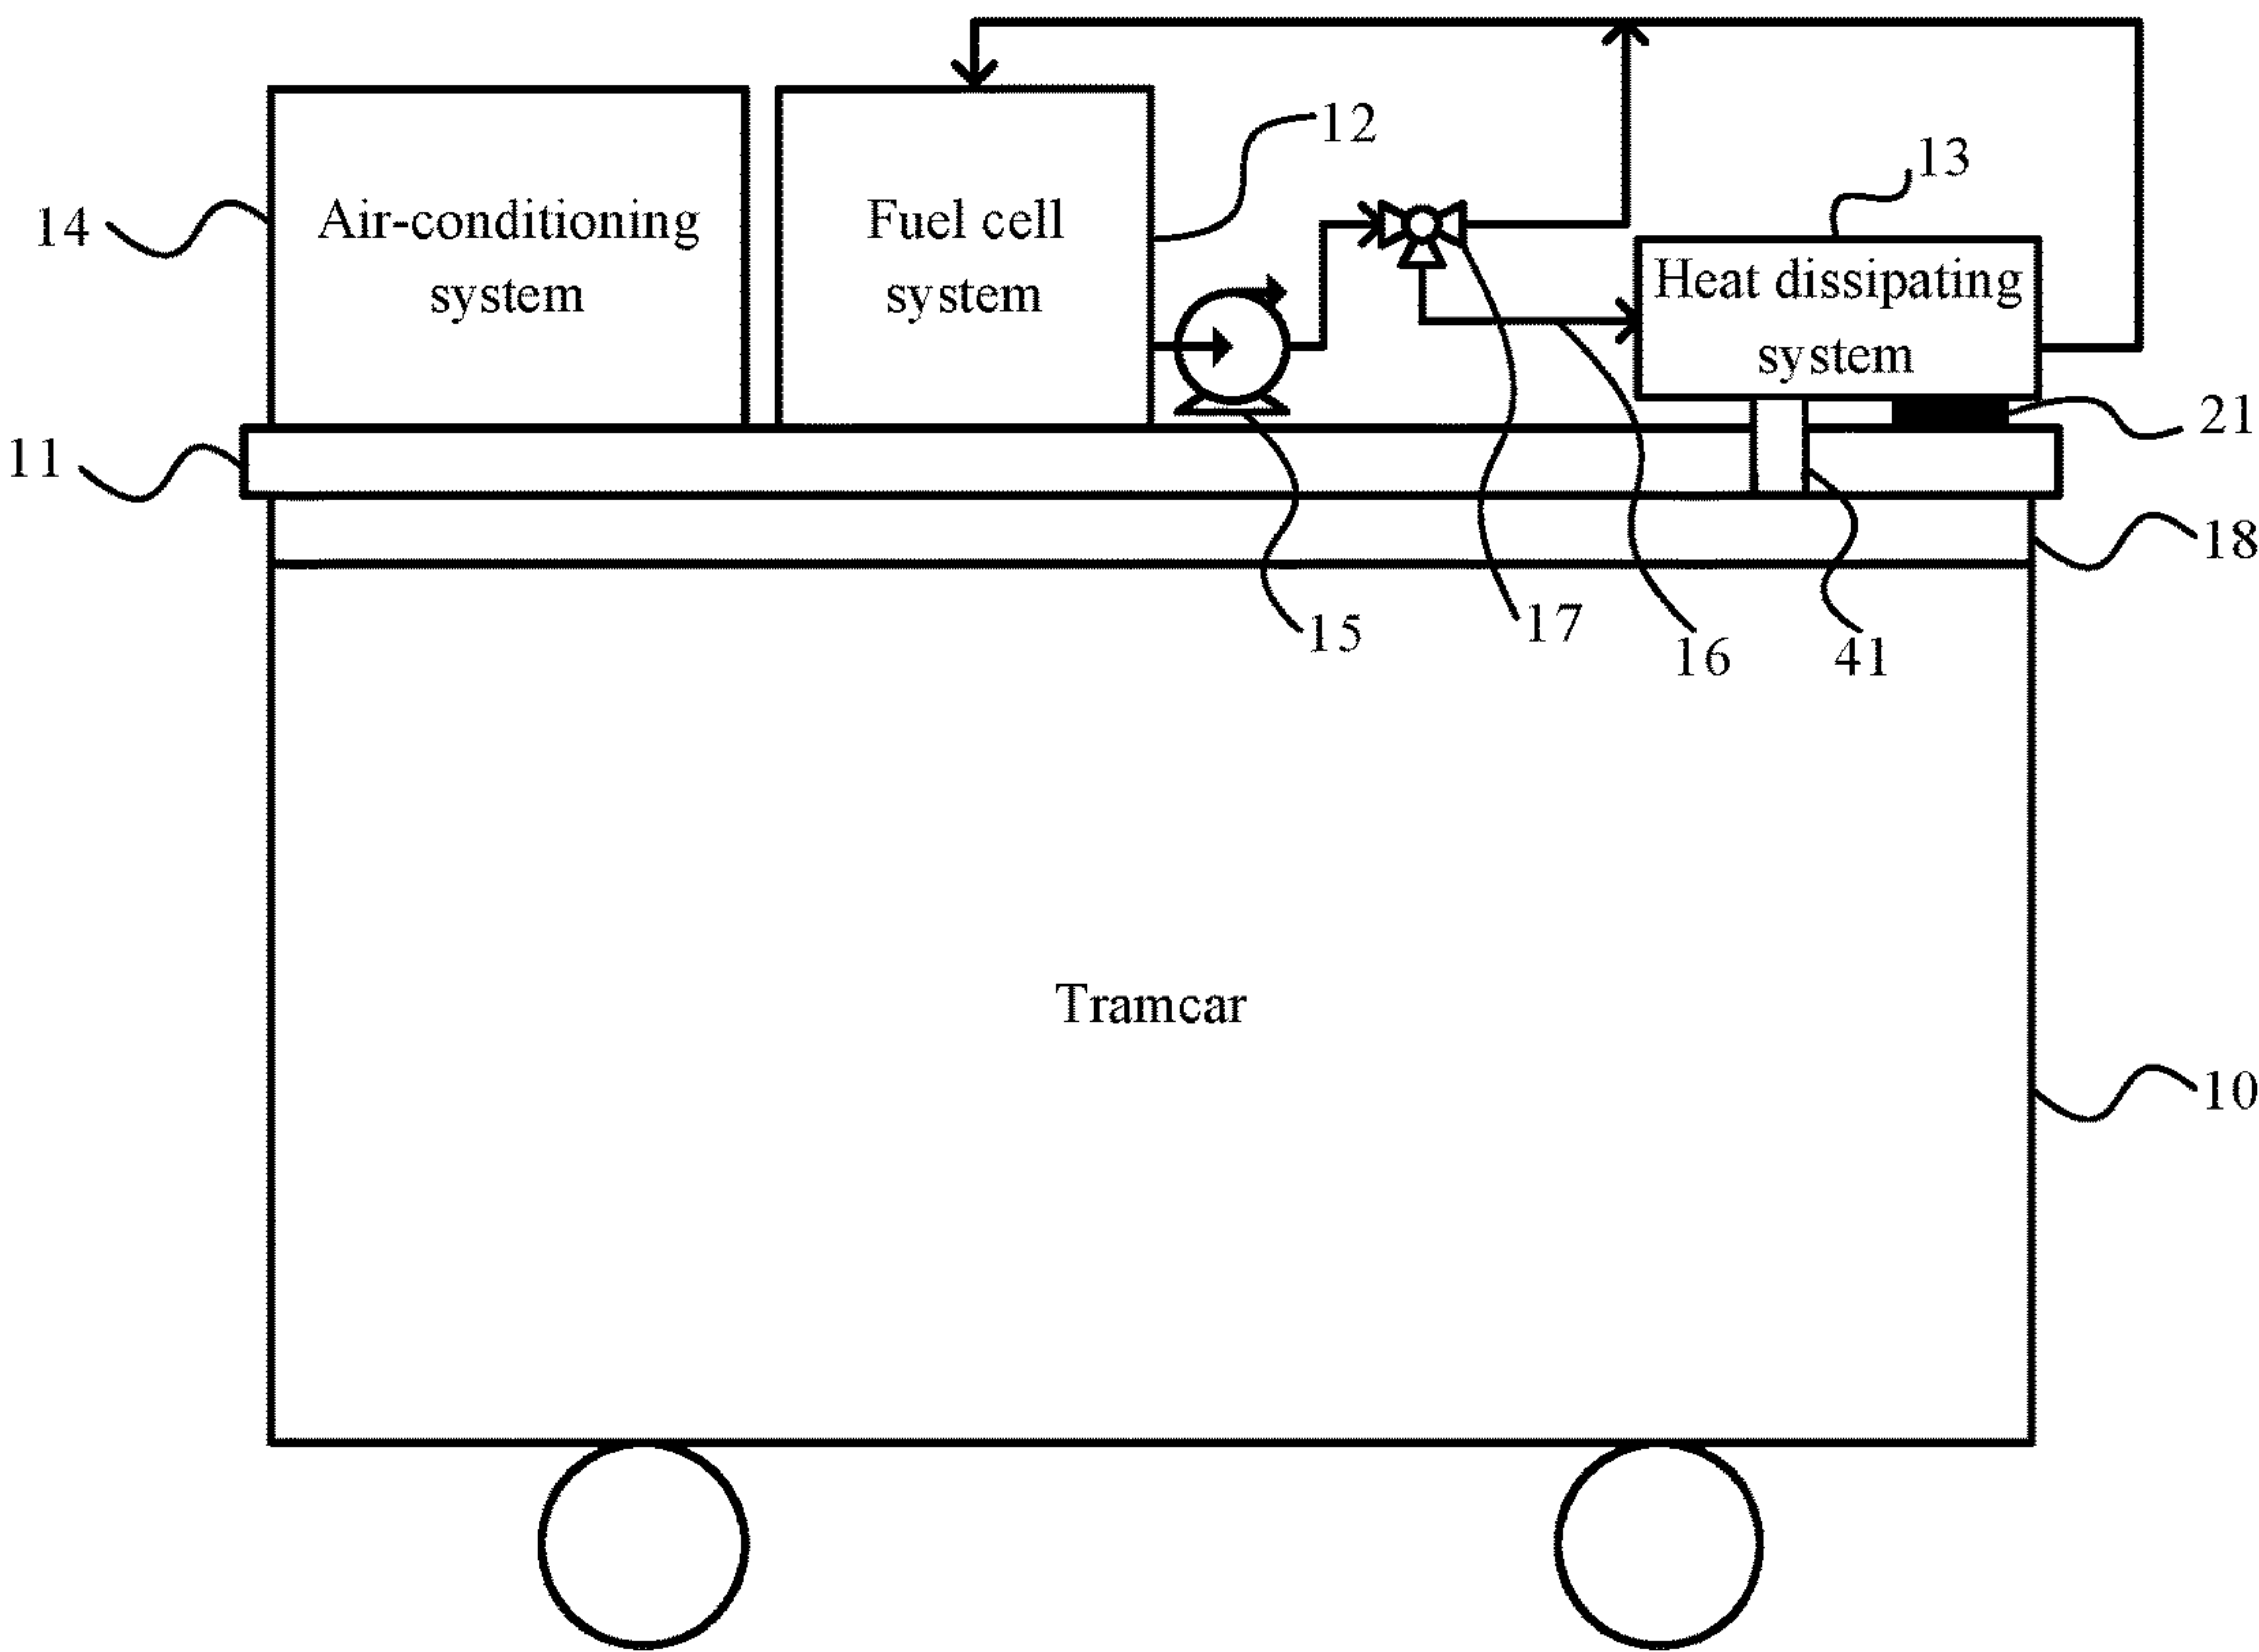 12
13
14
Air-conditioning
system
Fuel cell
system
Heat dissipating
system
21
11
18
15
17
16
41
Tramcar
10